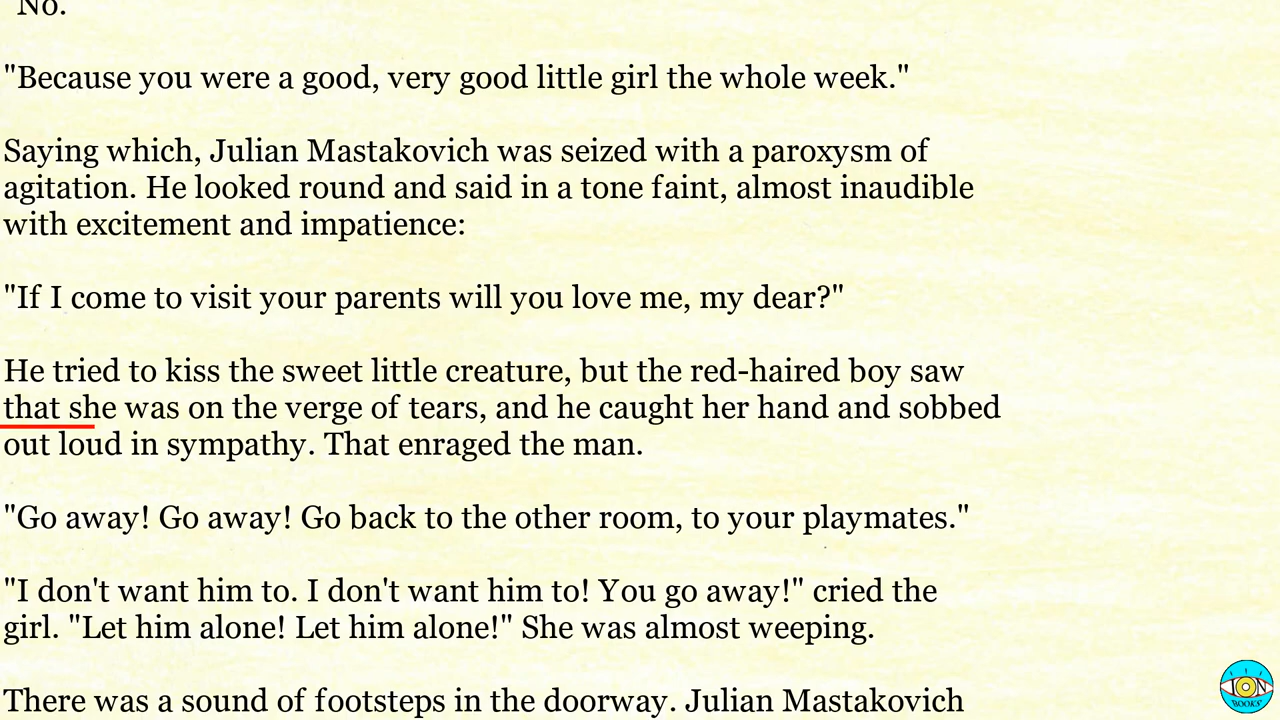 "No.
"Because you were a good, very good little girl the whole week."
Saying which, Julian Mastakovich was seized with a paroxysm of
agitation. He looked round and said in a tone faint, almost inaudible
with excitement and impatience:
"If I come to visit your parents will you love me, my dear?"
He tried to kiss the sweet little creature, but the red-haired boy saw
that she was on the verge of tears, and he caught her hand and sobbed
out loud in sympathy. That enraged the man.
"Go away! Go away! Go back to the other room, to your playmates."
"I don't want him to. I don't want him to! You go away!" cried the
girl. "Let him alone! Let him alone!" She was almost weeping.
There was a sound of footsteps in the doorway. Julian Mastakovich
ION
BOOKS